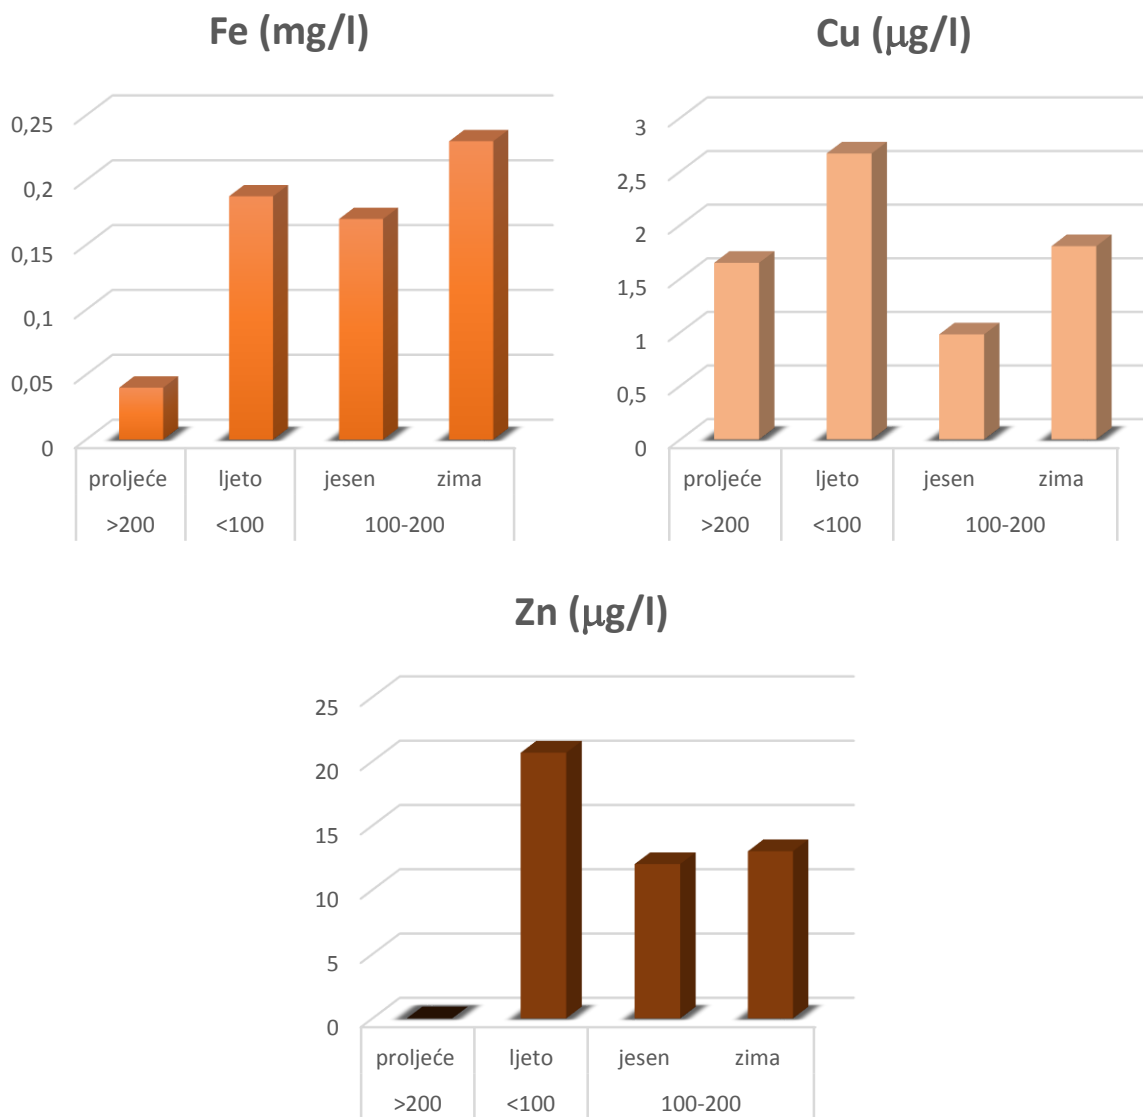 Fe (mg/l)
0,25
0,2
0,15
0,1
0,05
0
proljeće ljeto jesen zima
>200 <100 100-200
Cu (µg/l)
3
2,5
2
1,5
1
0,5
0
proljeće ljeto jesen zima
>200 <100 100-200
Zn (µg/l)
25
20
15
10
5
0
proljeće ljeto jesen zima
>200 <100 100-200